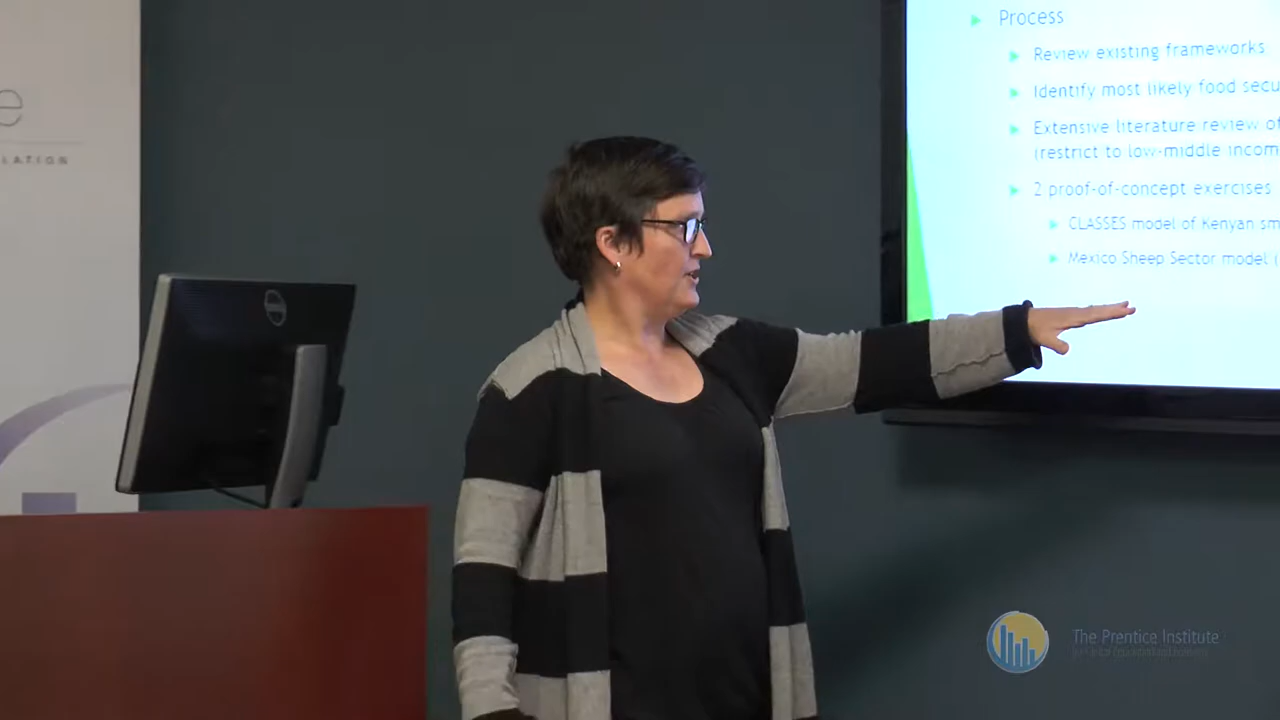 e
LATION
Process
Review existing frameworks
Identify most likely food secu
Extensive literature review of
(restrict to low-middle incom
2 proof-of-concept exercises
CLASSES model of Kenyan sm
Mexico Sheep Sector model (
The Prentice Institute